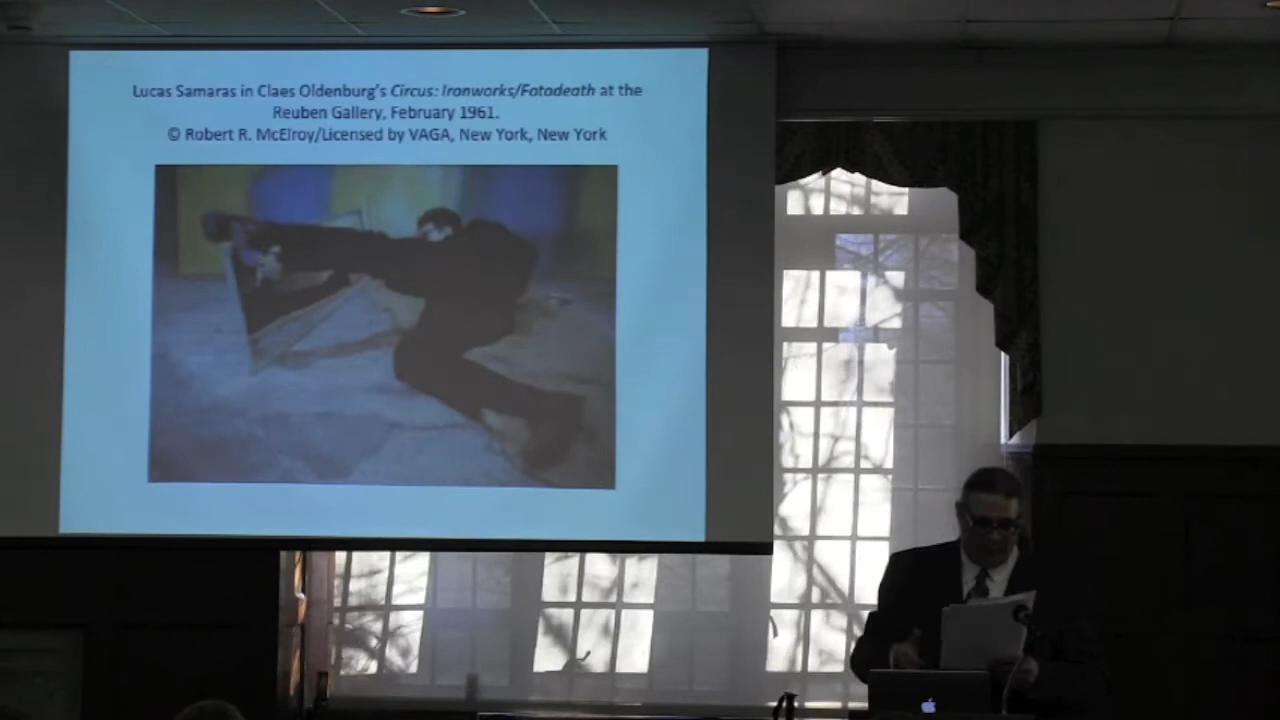 Lucas Samaras in Claes Oldenburg's Circus: Ironworks/Fotodeath at the
Reuben Gallery, February 1961.
© Robert R. McElroy/Licensed by VAGA, New York, New York